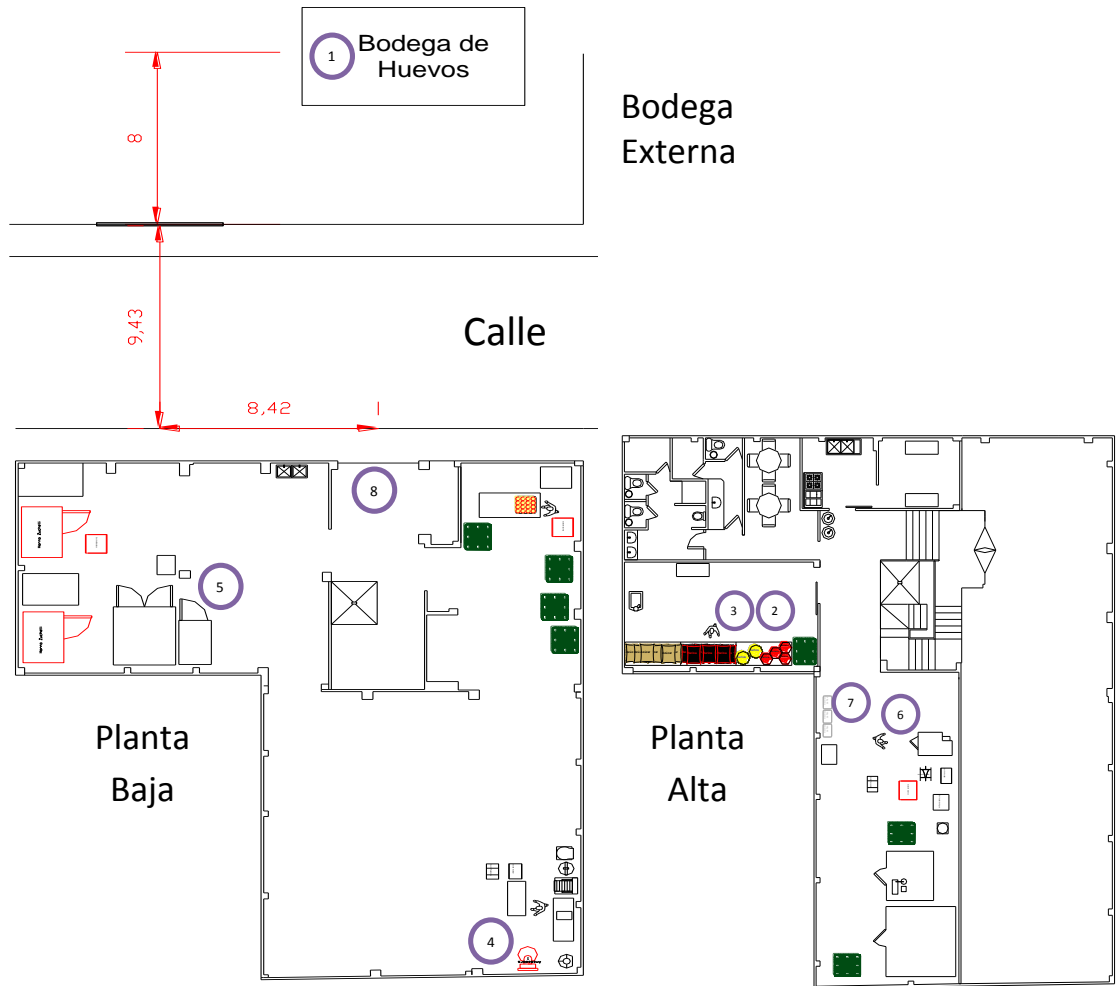 1
Bodega de
Huevos
Bodega
Externa
8
9,43
Calle
8,42
8
5
3
2
7
6
Planta
Baja
Planta
Alta
4